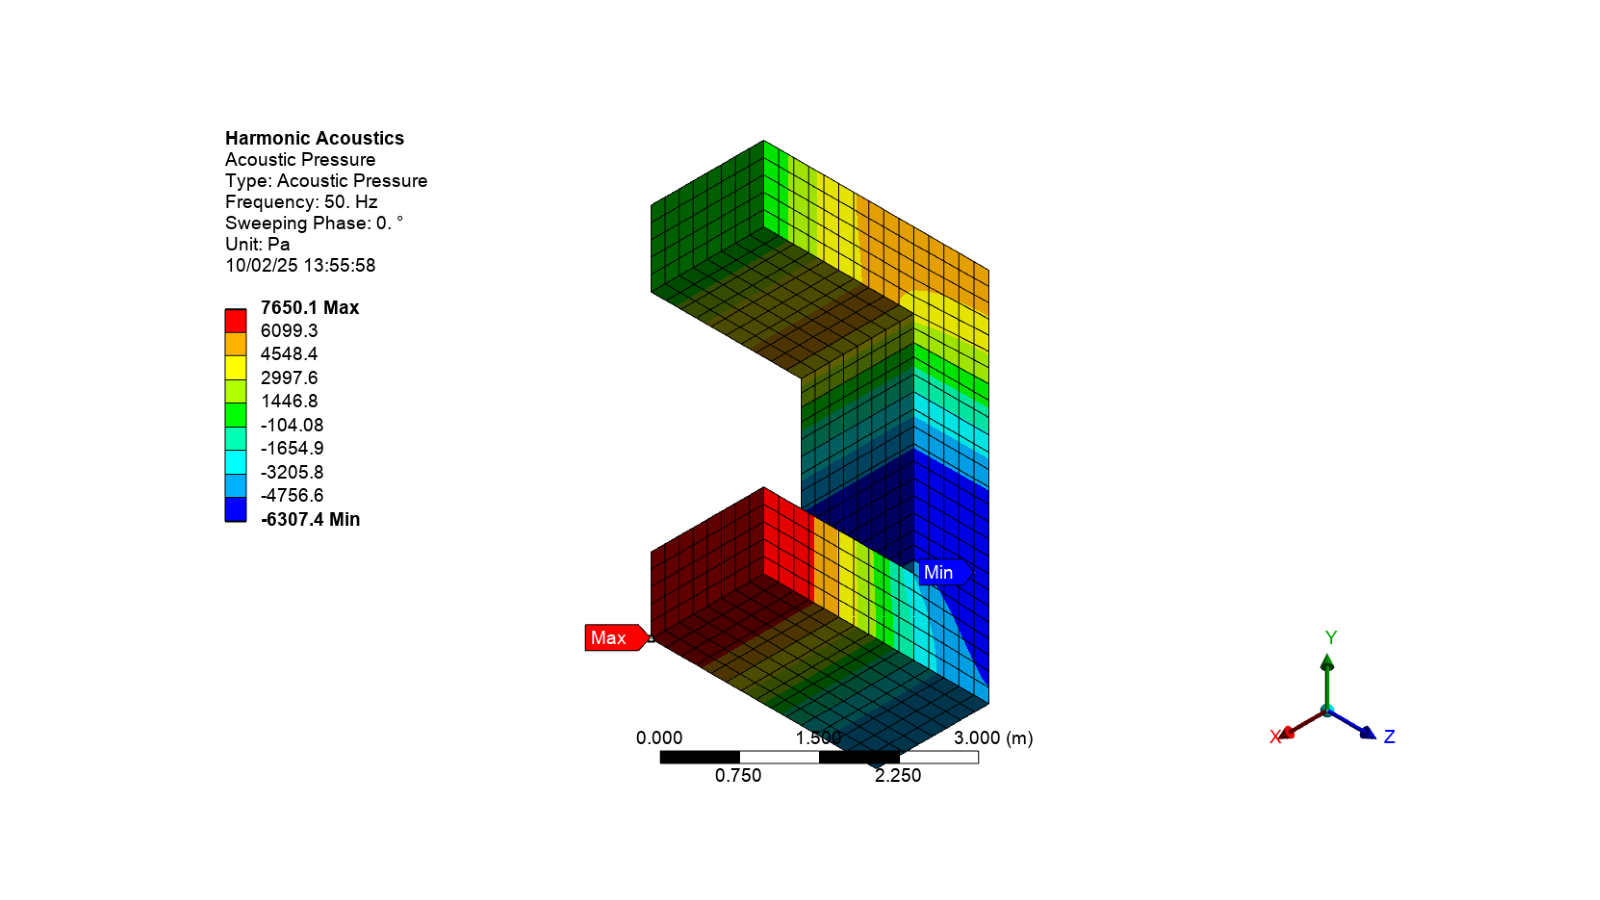 Harmonic Acoustics
Acoustic Pressure
Type: Acoustic Pressure
Frequency: 50. Hz
Sweeping Phase: 0. °
Unit: Pa
10/02/25 13:55:58
7650.1 Max
6099.3
4548.4
2997.6
1446.8
-104.08
-1654.9
-3205.8
-4756.6
-6307.4 Min
Min
Max
0.000 1.500 3.000 (m)
0.750 2.250
Y
X Z